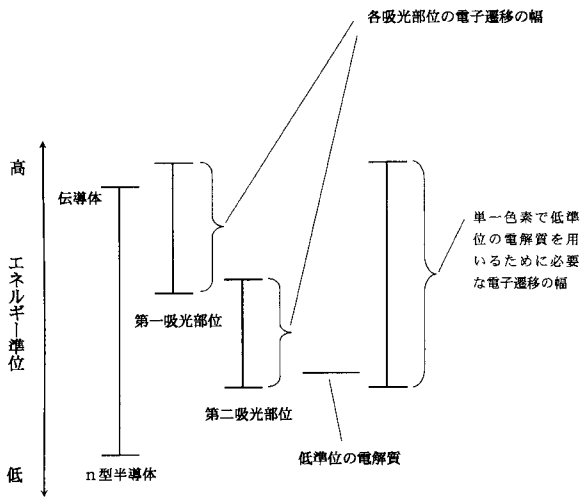 各吸光部位の電子遷移の幅
高
伝導体
単一色素で低準
位の電解質を用
いるために必要
な電子遷移の幅
エネルギー準位
第一吸光部位
第二吸光部位
低準位の電解質
低
n型半導体